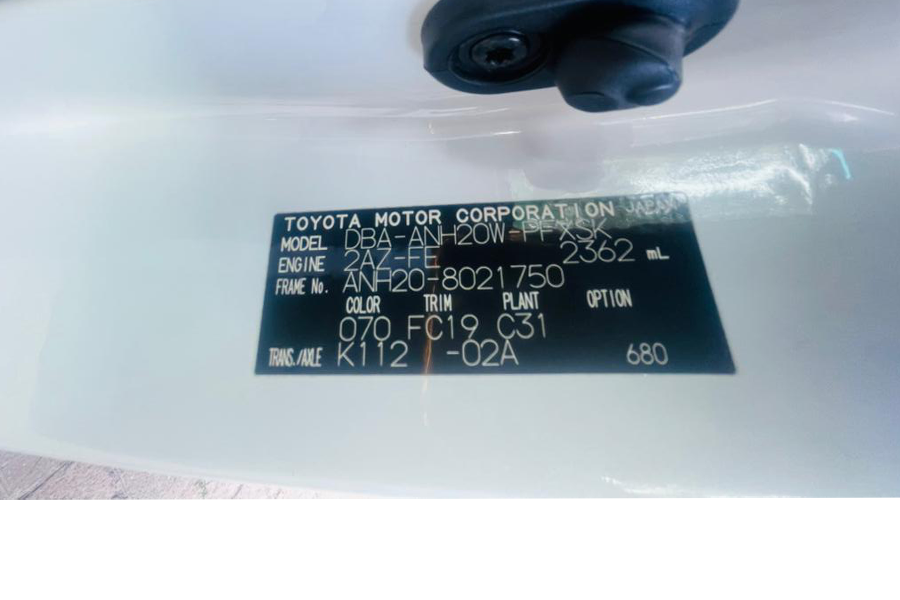 TOYOTA MOTOR CORPORATION JAPAN
MODEL DBA-ANH20W-PFXSK
ENGINE 2AZ-FE 2362 mL
FRAME No. ANH20-8021750
COLOR TRIM PLANT OPTION
070 FC19 C31
TRANS./AXLE K112 -02A 680